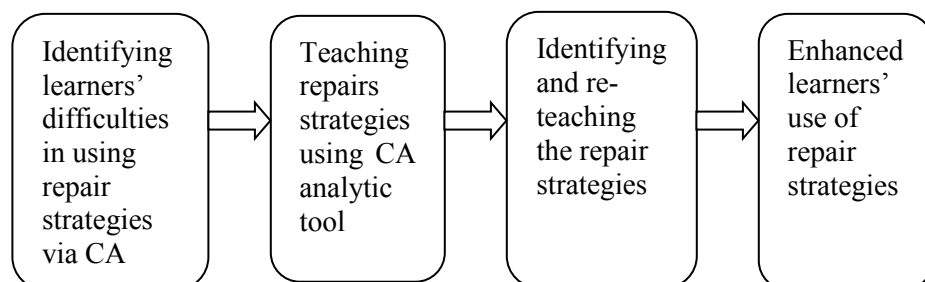 Identifying
learners'
difficulties
in using
repair
strategies
via CA
Teaching
repairs
strategies
using CA
analytic
tool
Identifying
and re-
teaching
the repair
strategies
Enhanced
learners'
use of
repair
strategies